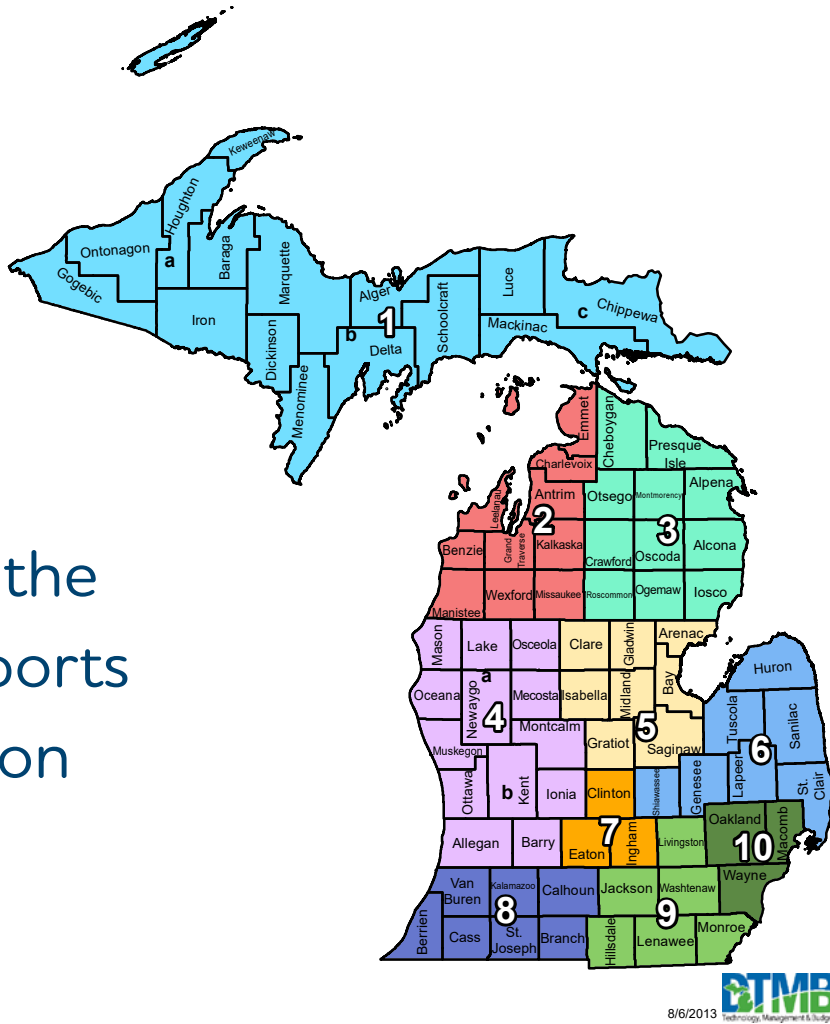 Keweenaw
Houghton
Ontonagon
a
Baraga
Gogebic
Marquette
Iron
Dickinson
Menominee
Alger
1
b
Delta
Schoolcraft
Luce
c
Chippewa
Mackinac
Emmet
Cheboygan
Presque
Isle
Charlevoix
Leelanau
Antrim
2
Otsego
Montmorency
Alpena
3
Benzie
Grand
Traverse
Kalkaska
Crawford
Oscoda
Alcona
Manistee
Wexford
Missaukee
Roscommon
Ogemaw
Iosco
the
ports
on
Mason
Lake
Osceola
Clare
Gladwin
Arenac
a
Oceana
Newaygo
4
Mecosta
Isabella
Midland
Bay
Huron
Montcalm
5
Muskegon
Gratiot
Saginaw
Tuscola
Sanilac
6
Ottawa
b
Kent
Ionia
Clinton
Shiawassee
Genesee
Lapeer
St.
Clair
Allegan
Barry
Eaton
7
Ingham
Livingston
Oakland
Macomb
10
Van
Buren
Kalamazoo
Calhoun
Jackson
Washtenaw
Wayne
Berrien
8
Cass
St.
Joseph
Branch
Hillsdale
9
Lenawee
Monroe
8/6/2013
DTMB
Technology, Management & Budge